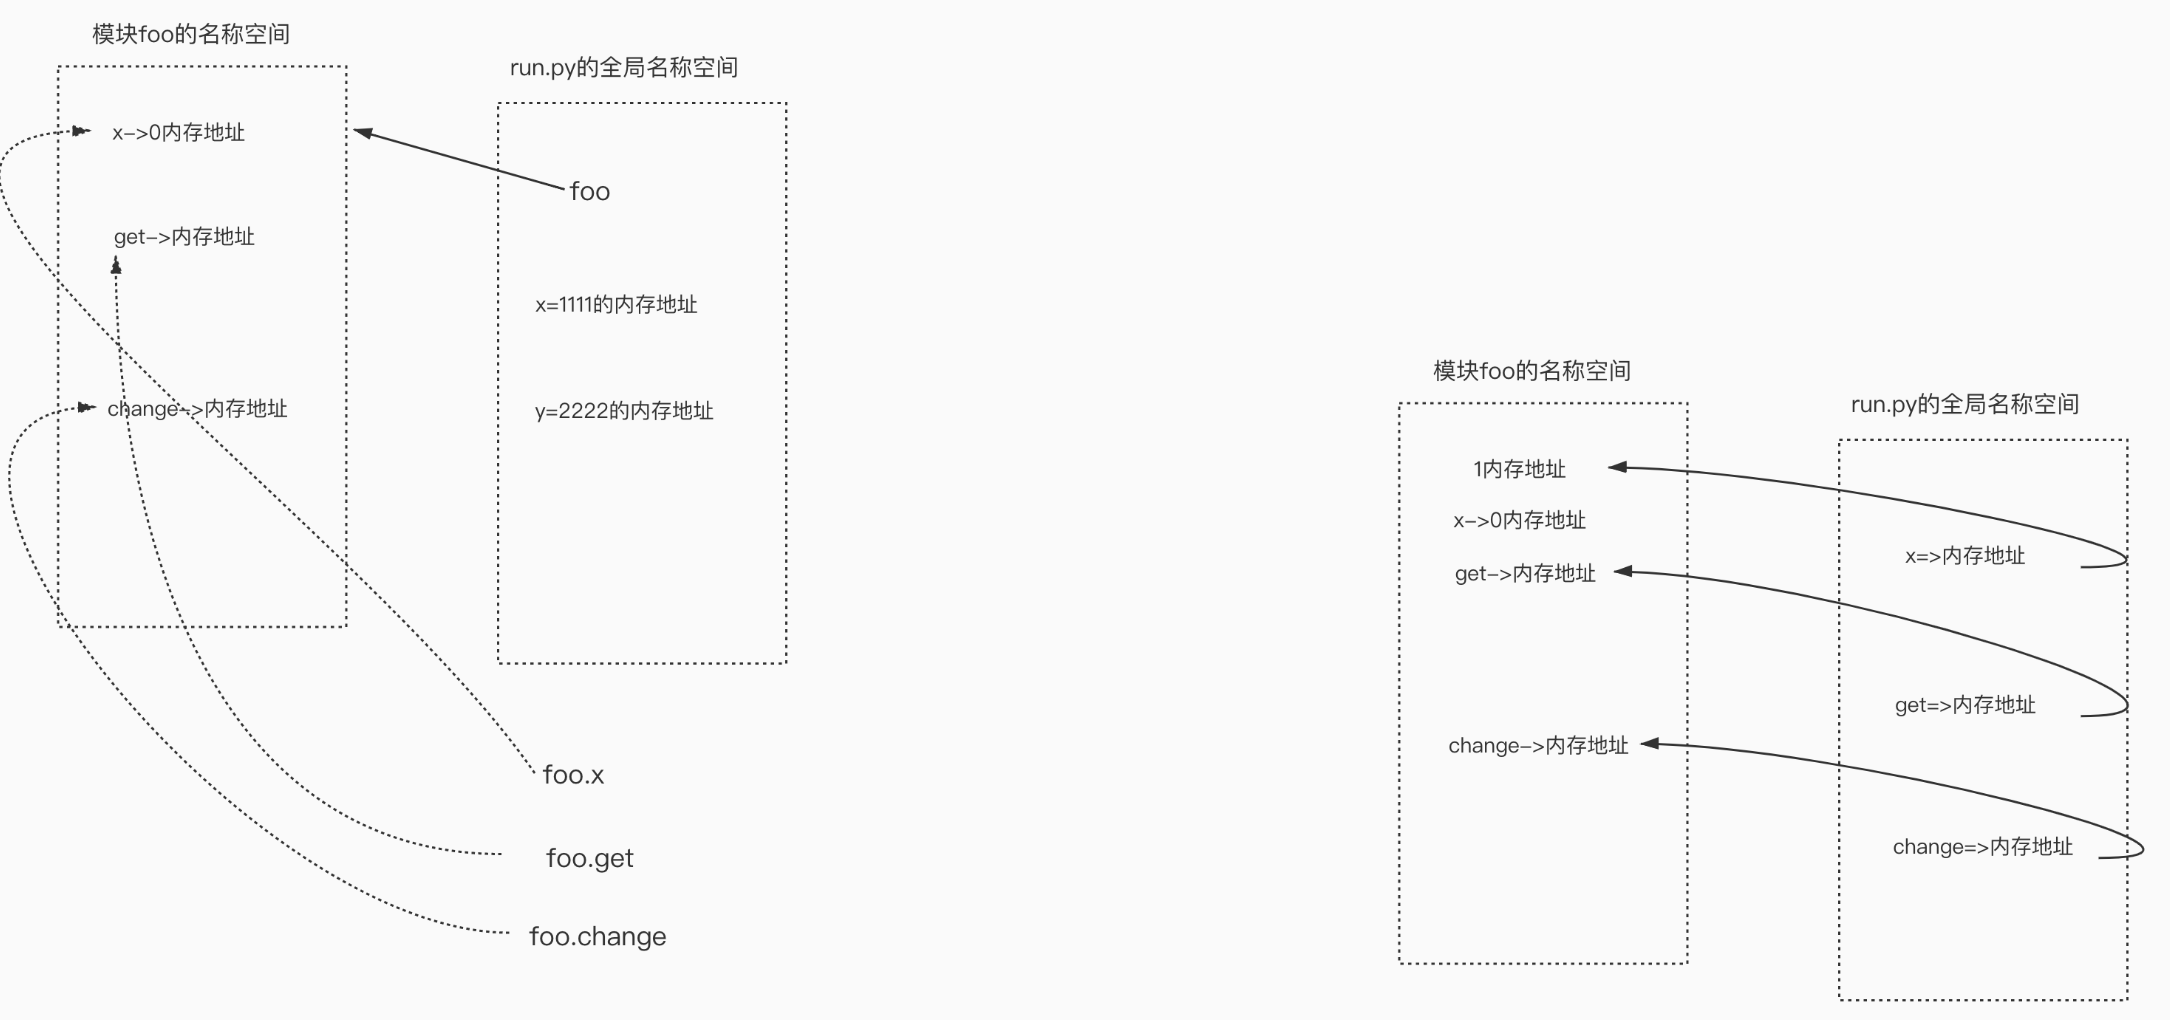 模块foo的名称空间
run.py的全局名称空间
x->0内存地址
foo
get->内存地址
x=1111的内存地址
change->内存地址
y=2222的内存地址
foo.x
foo.get
foo.change
模块foo的名称空间
run.py的全局名称空间
1内存地址
x->0内存地址
x=>内存地址
get->内存地址
get=>内存地址
change->内存地址
change=>内存地址